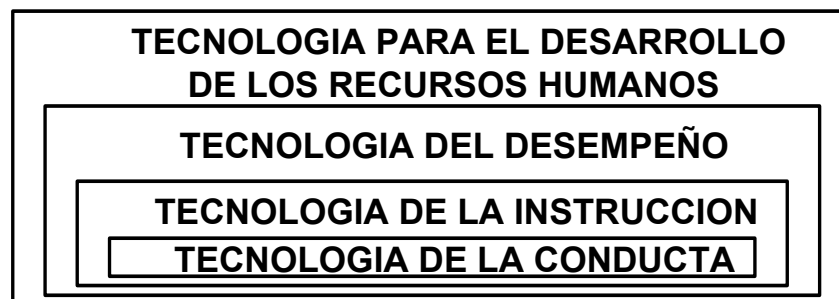 TECNOLOGIA PARA EL DESARROLLO
DE LOS RECURSOS HUMANOS
TECNOLOGIA DEL DESEMPEÑO
TECNOLOGIA DE LA INSTRUCCION
TECNOLOGIA DE LA CONDUCTA